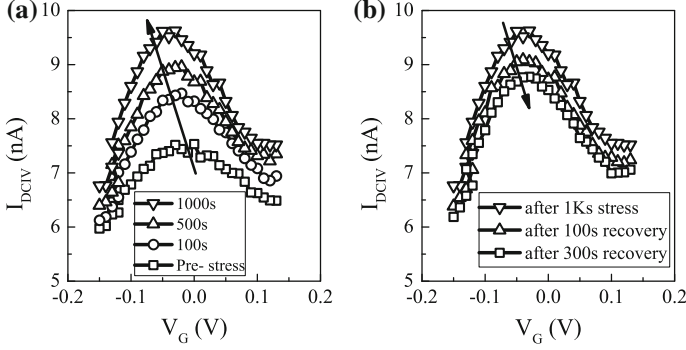 (a)
10
9
8
7
6
5
I_DCIV (nA)
1000s
500s
100s
Pre- stress
-0.2 -0.1 0.0 0.1 0.2
V_G (V)
(b)
10
9
8
7
6
5
I_DCIV (nA)
after 1Ks stress
after 100s recovery
after 300s recovery
-0.2 -0.1 0.0 0.1 0.2
V_G (V)